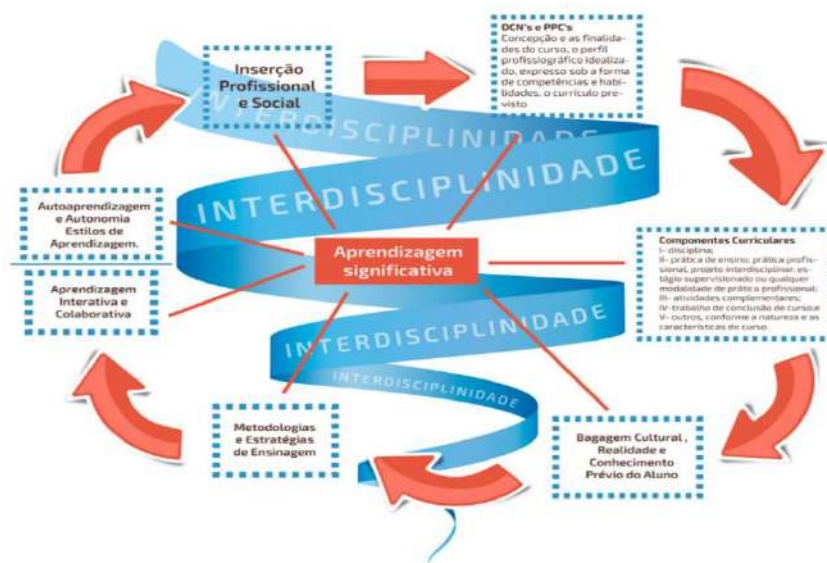 Inserção
Profissional
e Social
DCN's e PPC's
Concepção e as finalida-
des do curso, o perfil
profissiográfico idealiza-
do, expresso sob a forma
de competências e habi-
lidades, o currículo pre-
visto
INTERDISCIPLINIDADE
INTERDISCIPLINIDADE
Autoaprendizagem
e Autonomia
Estilos de
Aprendizagem.
Aprendizagem
Interativa e
Colaborativa
Aprendizagem
significativa
Componentes Curriculares
I- disciplina;
II- prática de ensino, prática profis-
sional, projeto interdisciplinar, es-
tágio supervisionado ou qualquer
modalidade de prática profissional;
III- atividades complementares;
IV-trabalho de conclusão de curso;e
V- outros, conforme a natureza e as
características do curso.
INTERDISCIPLINIDADE
INTERDISCIPLINIDADE
Metodologias
e Estratégias
de Ensinagem
Bagagem Cultural ,
Realidade e
Conhecimento
Prévio do Aluno